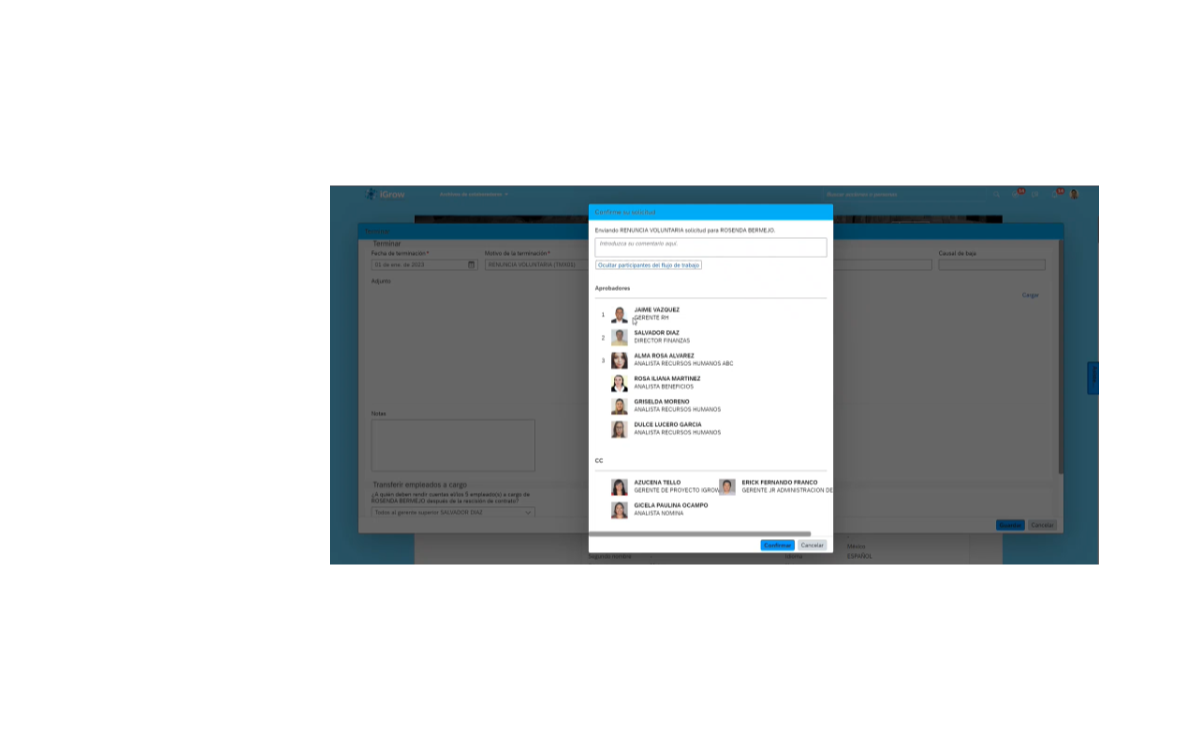 iGrow
Confirme su solicitud
Enviando RENUNCIA VOLUNTARIA solicitud para ROSENDA BERMEJO.
Introduzca su comentario aquí
Ocultar participantes del flujo de trabajo
Terminar
Fecha de terminación:*
Motivo de la terminación:*
Causal de baja:
02 de ene. de 2023
RENUNCIA VOLUNTARIA
Adjunto
Cargar
Aprobadores
1
JAIME VAZQUEZ
GERENTE RH
2
SALVADOR DIAZ
DIRECTOR FINANZAS
3
ALMA ROSA ALVAREZ
ANALISTA RECURSOS HUMANOS ABC
ROSA ILIANA MARTINEZ
ANALISTA BENEFICIOS
GRISELDA MORENO
ANALISTA RECURSOS HUMANOS
DULCE LUCERO GARCIA
ANALISTA RECURSOS HUMANOS
Notas
CC
AZUCENA TELLO
GERENTE DE PROYECTO IGROW
ERICK FERNANDO FRANCO
GERENTE JR ADMINISTRACION DE
GICELA PAULINA OCAMPO
ANALISTA NOMINA
Transferir empleados a cargo
¿A quién deben rendir cuentas el/los 5 empleado(s) a cargo de
ROSENDA BERMEJO después de la rescisión de contrato?
Todos al gerente superior SALVADOR DIAZ
Cancelar
Confirmar
Cancelar
México
Segundo nombre
Idioma
ESPAÑOL